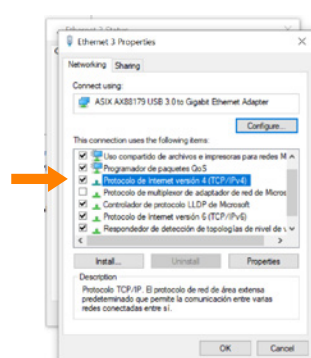 Ethernet 3 Status
Ethernet 3 Properties
Networking Sharing
Connect using:
ASIX AX88179 USB 3.0 to Gigabit Ethernet Adapter
Configure...
This connection uses the following items:
Uso compartido de archivos e impresoras para redes M
Programador de paquetes QoS
Protocolo de Internet versión 4 (TCP/IPv4)
Protocolo de multiplexor de adaptador de red de Micros
Controlador de protocolo LLDP de Microsoft
Protocolo de Internet versión 6 (TCP/IPv6)
Respondedor de detección de topologías de nivel de v
Install... Uninstall Properties
Description
Protocolo TCP/IP. El protocolo de red de área extensa
predeterminado que permite la comunicación entre varias
redes conectadas entre sí.
OK Cancel